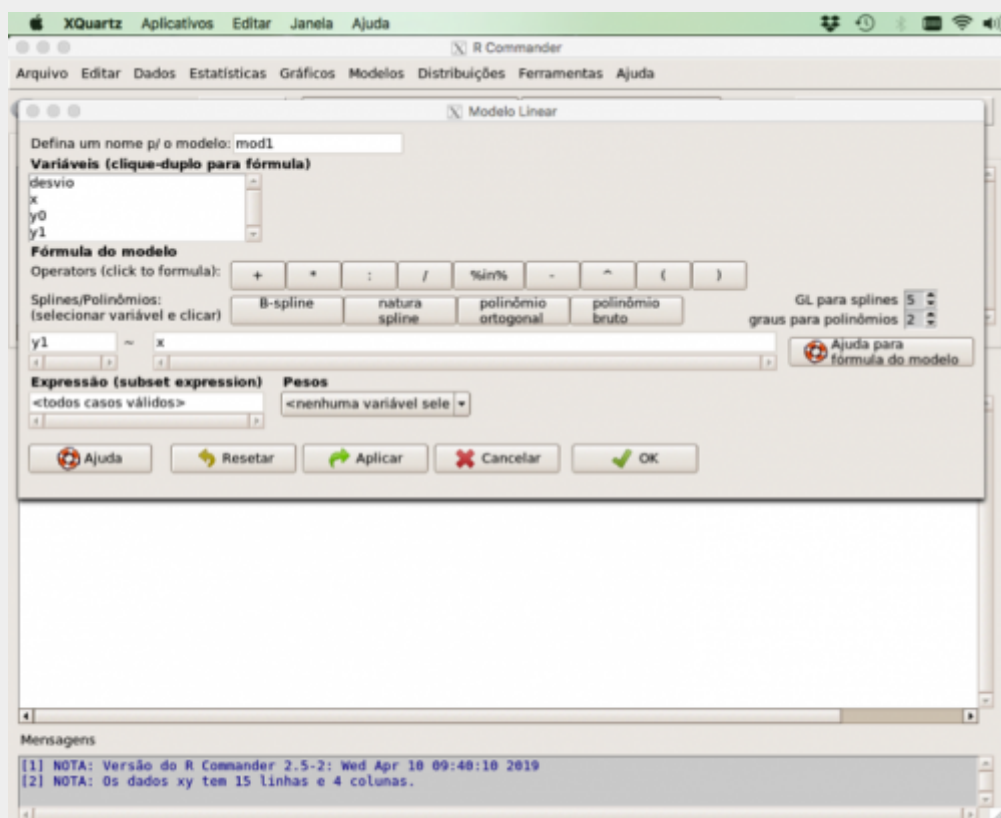 XQuartz Aplicativos Editar Janela Ajuda
R Commander
Arquivo Editar Dados Estatísticas Gráficos Modelos Distribuições Ferramentas Ajuda
Modelo Linear
Defina um nome p/ o modelo: mod1
Variáveis (clique-duplo para fórmula)
desvio
x
y0
y1
Fórmula do modelo
Operators (click to formula): + * : / %in% - ^ ( )
Splines/Polinômios:
(selecionar variável e clicar)
B-spline
natura
spline
polinômio
ortogonal
polinômio
bruto
GL para splines 5
graus para polinômios 2
y1 ~ x
Ajuda para
fórmula do modelo
Expressão (subset expression) Pesos
<todos casos válidos> <nenhuma variável sele
Ajuda Resetar Aplicar Cancelar OK
Mensagens
[1] NOTA: Versão do R Commander 2.5-2: Wed Apr 10 09:40:10 2019
[2] NOTA: Os dados xy tem 15 linhas e 4 colunas.